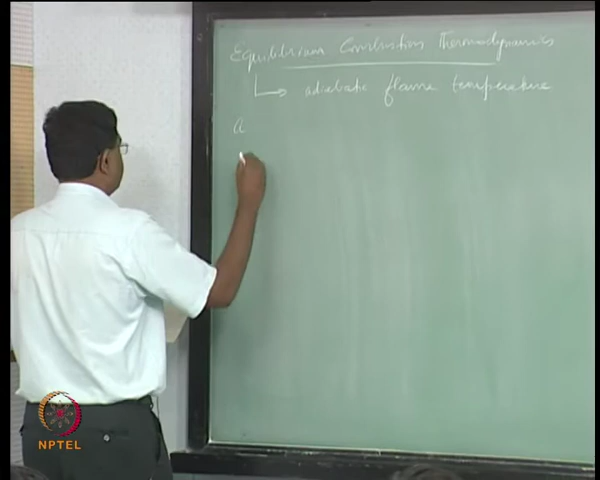 Equilibrium Combustion Thermodynamics
adiabatic flame temperature
a
NPTEL